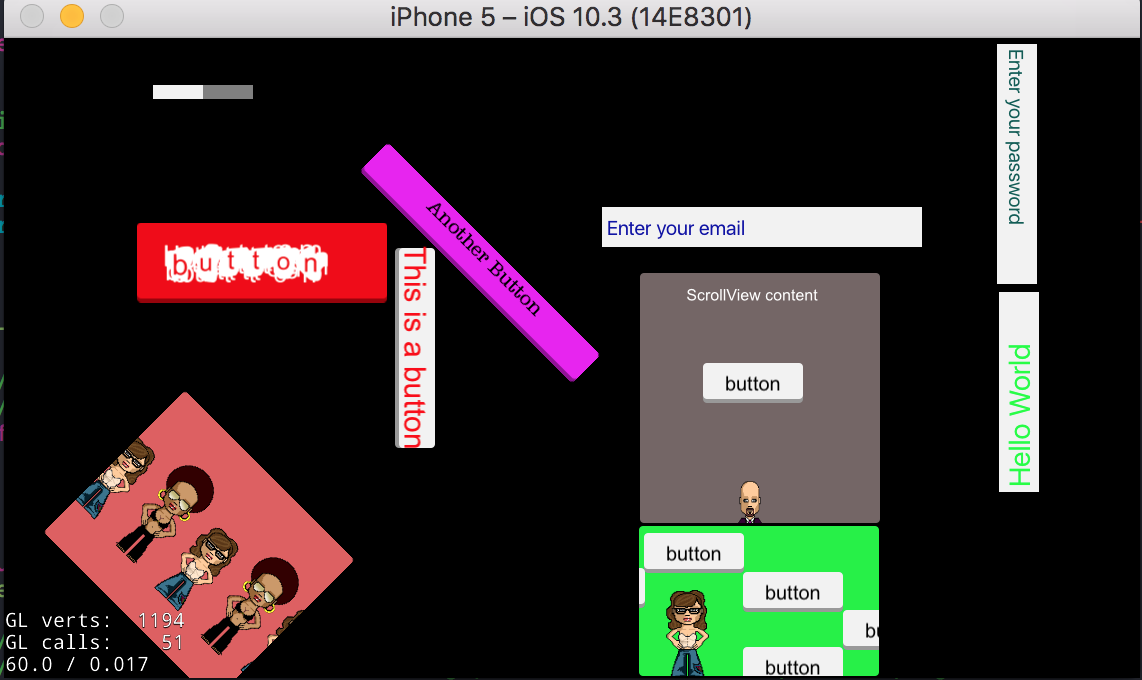 iPhone 5 – iOS 10.3 (14E8301)
Enter your password
Another Button
Enter your email
button
This is a button
ScrollView content
button
Hello World
button
button
button
GL verts: 1194
GL calls: 51
60.0 / 0.017